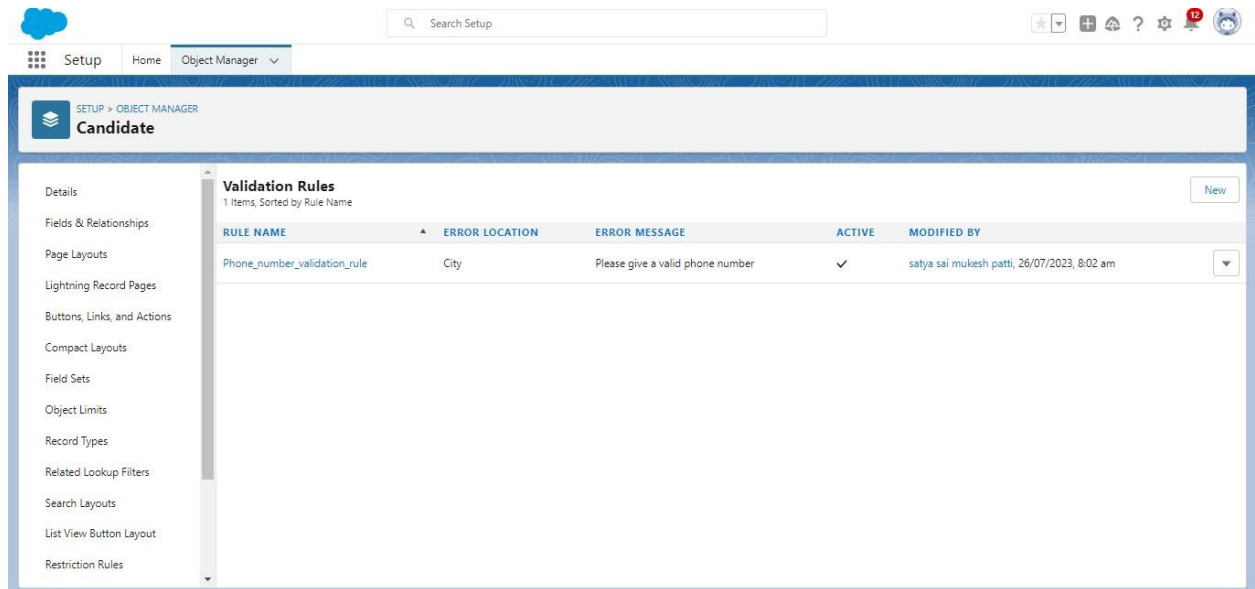 Search Setup
12
Setup
Home
Object Manager
SETUP > OBJECT MANAGER
Candidate
Details
Fields & Relationships
Page Layouts
Lightning Record Pages
Buttons, Links, and Actions
Compact Layouts
Field Sets
Object Limits
Record Types
Related Lookup Filters
Search Layouts
List View Button Layout
Restriction Rules
Validation Rules
1 Items, Sorted by Rule Name
New
RULE NAME ERROR LOCATION ERROR MESSAGE ACTIVE MODIFIED BY
Phone_number_validation_rule City Please give a valid phone number satya sai mukesh patti, 26/07/2023, 8:02 am